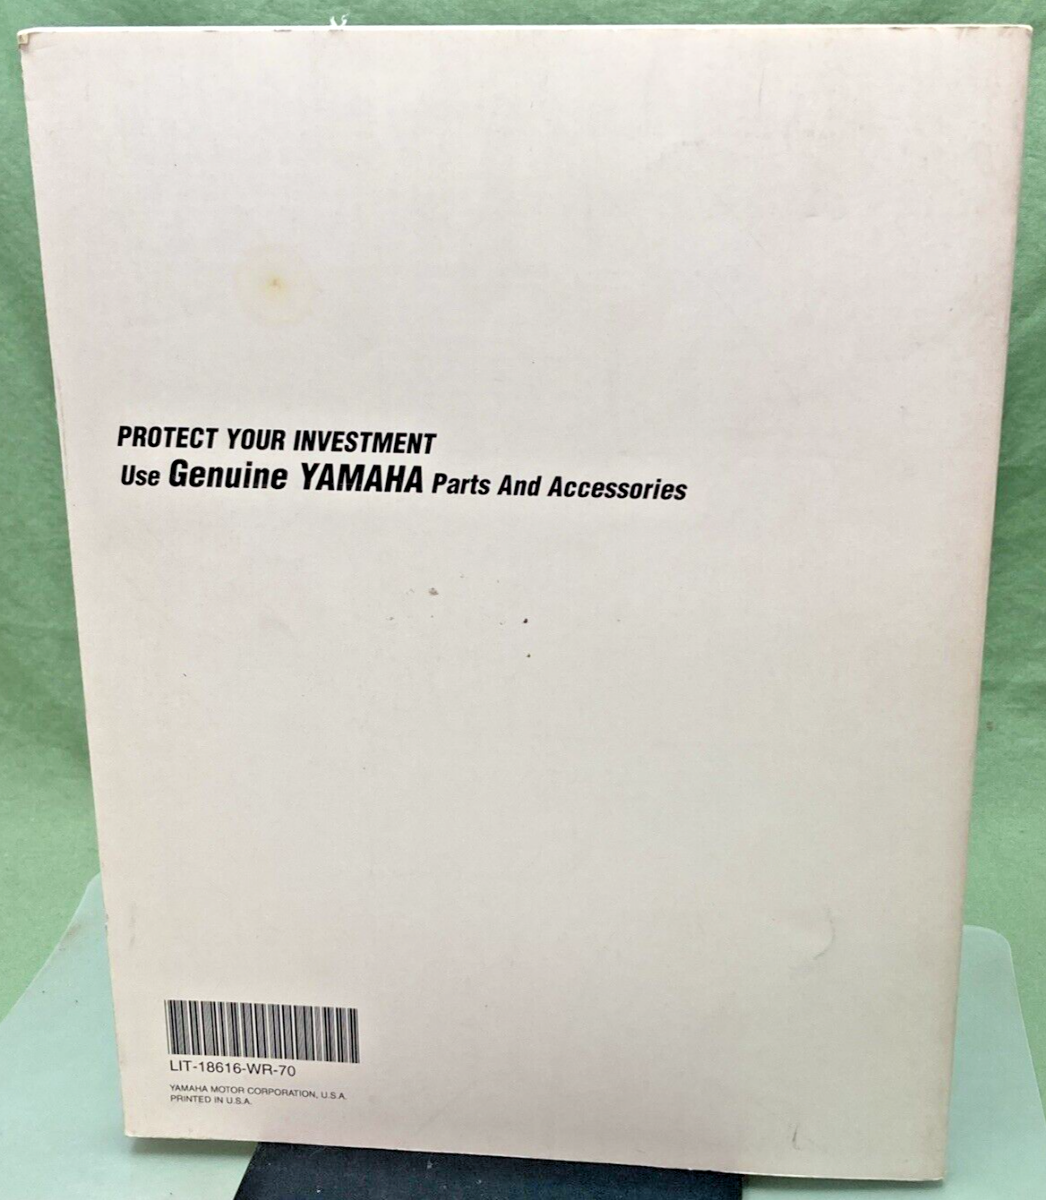 PROTECT YOUR INVESTMENT
Use Genuine YAMAHA Parts And Accessories
LIT-18616-WR-70
YAMAHA MOTOR CORPORATION, U.S.A.
PRINTED IN U.S.A.